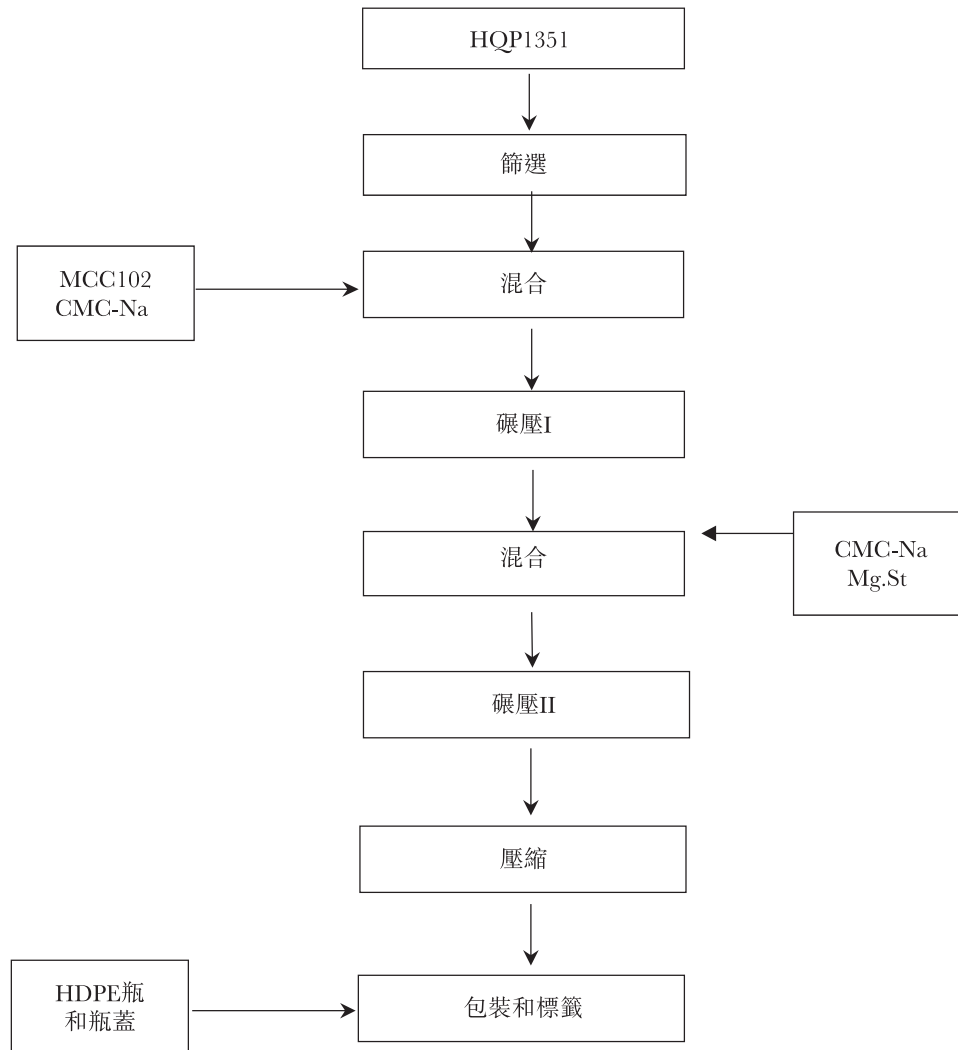 HQP1351
篩選
MCC102
CMC-Na
混合
碾壓I
混合
CMC-Na
Mg.St
碾壓II
壓縮
HDPE瓶
和瓶蓋
包裝和標籤